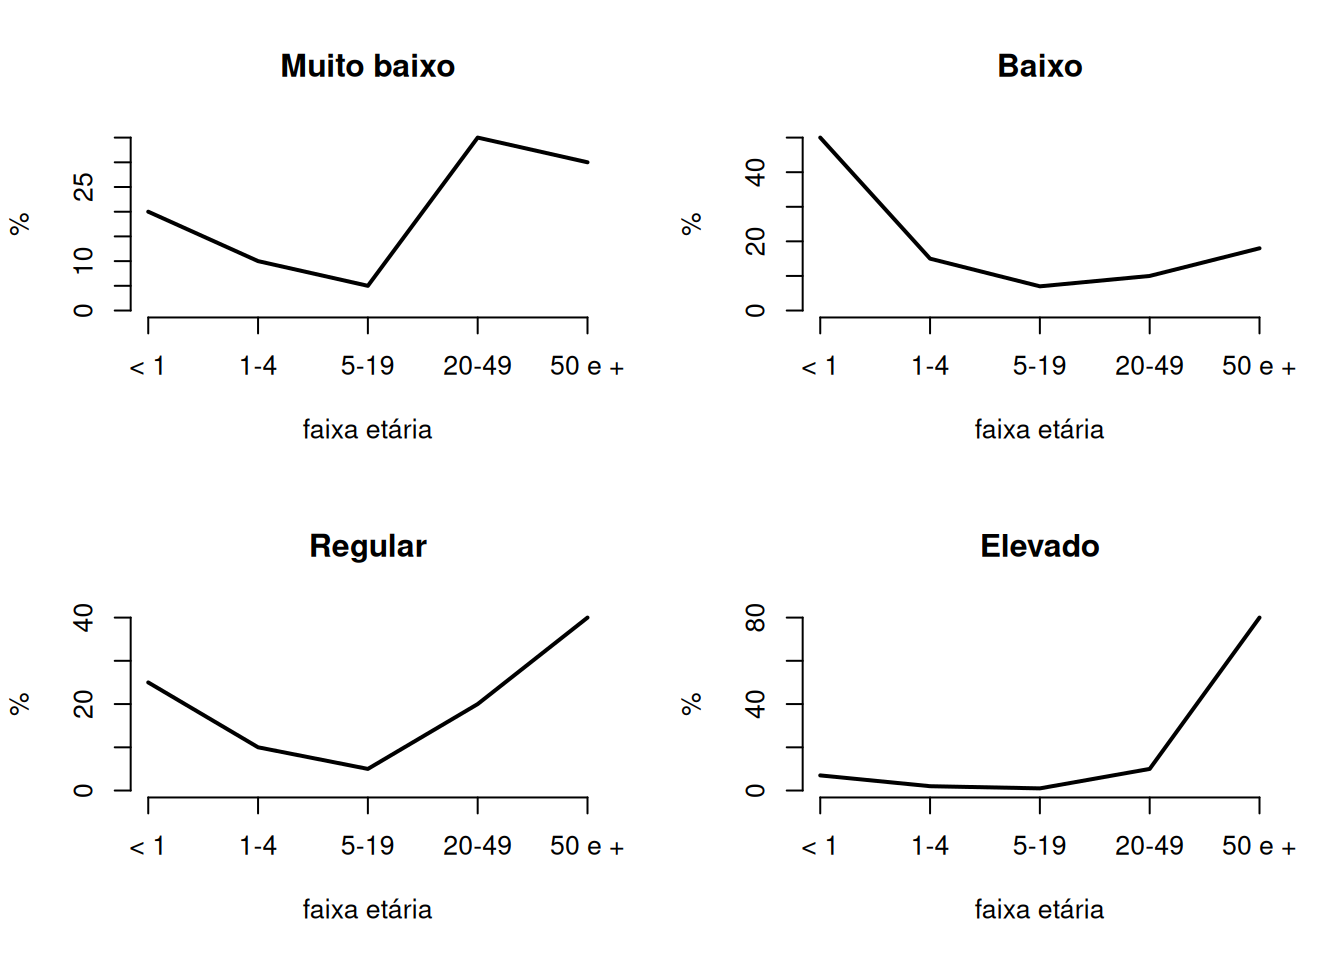 Muito baixo
%
25
10
0
< 1 1-4 5-19 20-49 50 e +
faixa etária
Baixo
%
40
20
0
< 1 1-4 5-19 20-49 50 e +
faixa etária
Regular
%
40
20
0
< 1 1-4 5-19 20-49 50 e +
faixa etária
Elevado
%
80
40
0
< 1 1-4 5-19 20-49 50 e +
faixa etária